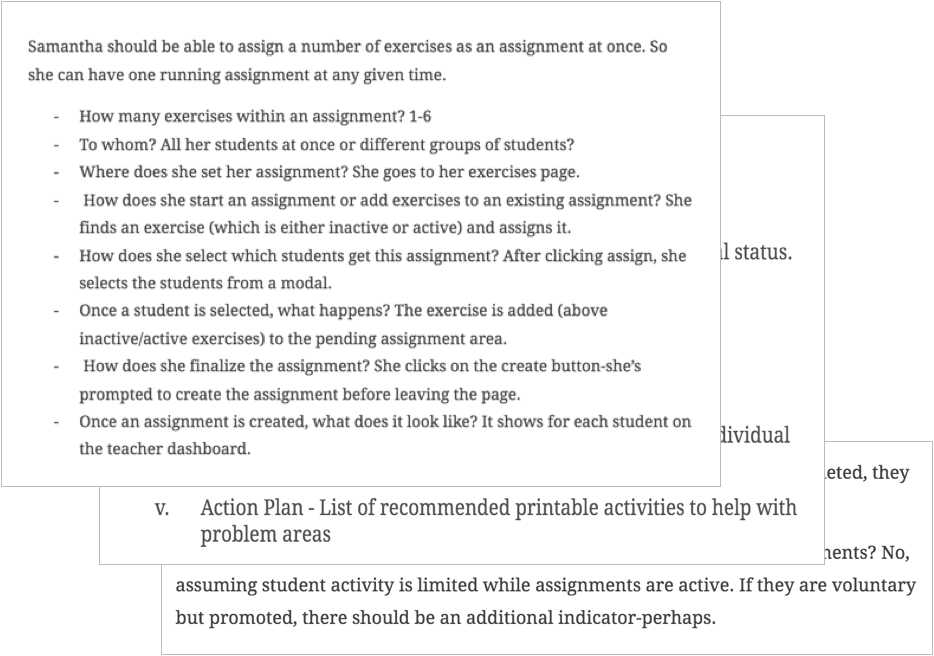 Samantha should be able to assign a number of exercises as an assignment at once. So
she can have one running assignment at any given time.
- How many exercises within an assignment? 1-6
- To whom? All her students at once or different groups of students?
- Where does she set her assignment? She goes to her exercises page.
- How does she start an assignment or add exercises to an existing assignment? She
finds an exercise (which is either inactive or active) and assigns it.
- How does she select which students get this assignment? After clicking assign, she
selects the students from a modal.
- Once a student is selected, what happens? The exercise is added (above
inactive/active exercises) to the pending assignment area.
- How does she finalize the assignment? She clicks on the create button-she’s
prompted to create the assignment before leaving the page.
- Once an assignment is created, what does it look like? It shows for each student on
the teacher dashboard.
status.
v. Action Plan - List of recommended printable activities to help with
problem areas
they
No,
assuming student activity is limited while assignments are active. If they are voluntary
but promoted, there should be an additional indicator-perhaps.